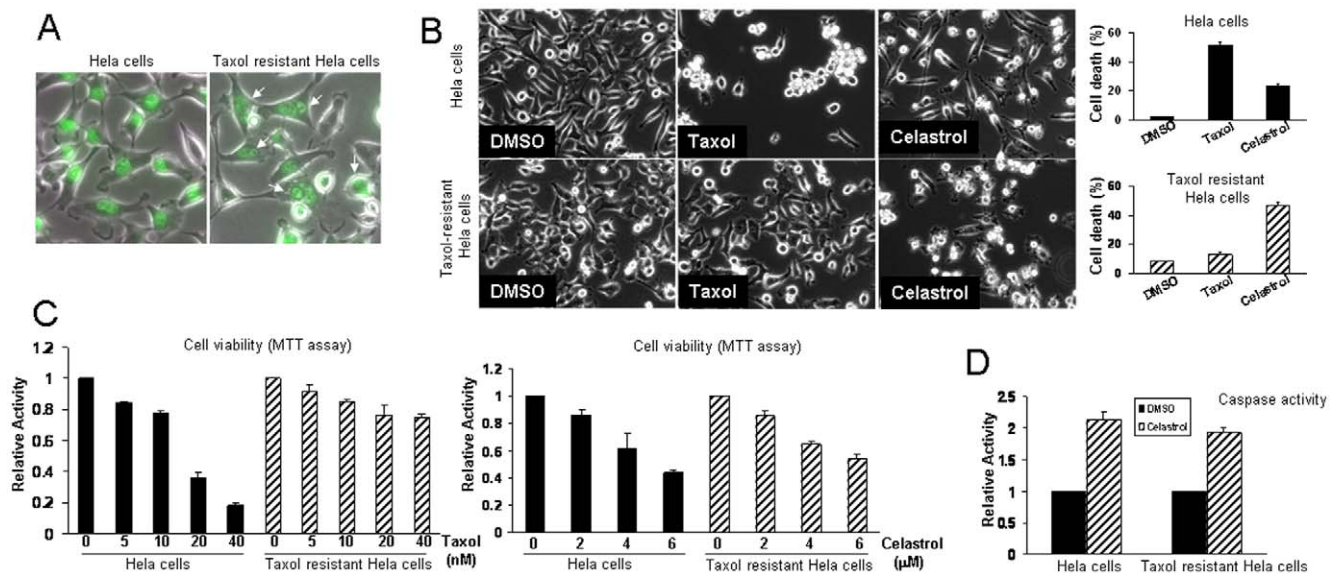 A
Hela cells
Taxol resistant Hela cells
B
Hela cells
DMSO
Taxol
Celastrol
Taxol-resistant
Hela cells
DMSO
Taxol
Celastrol
Hela cells
Cell death (%)
60
40
20
0
DMSO
Taxol
Celastrol
Taxol resistant
Hela cells
Cell death (%)
60
40
20
0
DMSO
Taxol
Celastrol
C
Cell viability (MTT assay)
Relative Activity
1.2
1
0.8
0.6
0.4
0.2
0
0 5 10 20 40 0 5 10 20 40 Taxol
(nM)
Hela cells Taxol resistant Hela cells
Cell viability (MTT assay)
Relative Activity
1.2
1
0.8
0.6
0.4
0.2
0
0 2 4 6 0 2 4 6 Celastrol
(μM)
Hela cells Taxol resistant Hela cells
D
Caspase activity
DMSO
Celastrol
Relative Activity
2.5
2
1.5
1
0.5
0
Hela cells Taxol resistant Hela cells